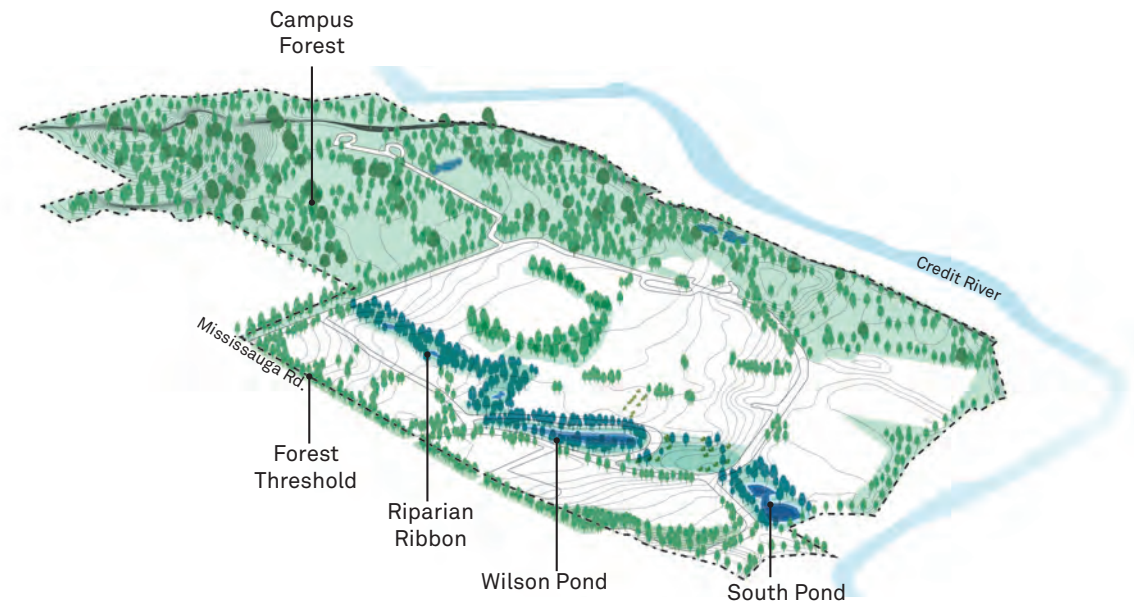 Campus
Forest
Credit River
Mississauga Rd.
Forest
Threshold
Riparian
Ribbon
Wilson Pond
South Pond